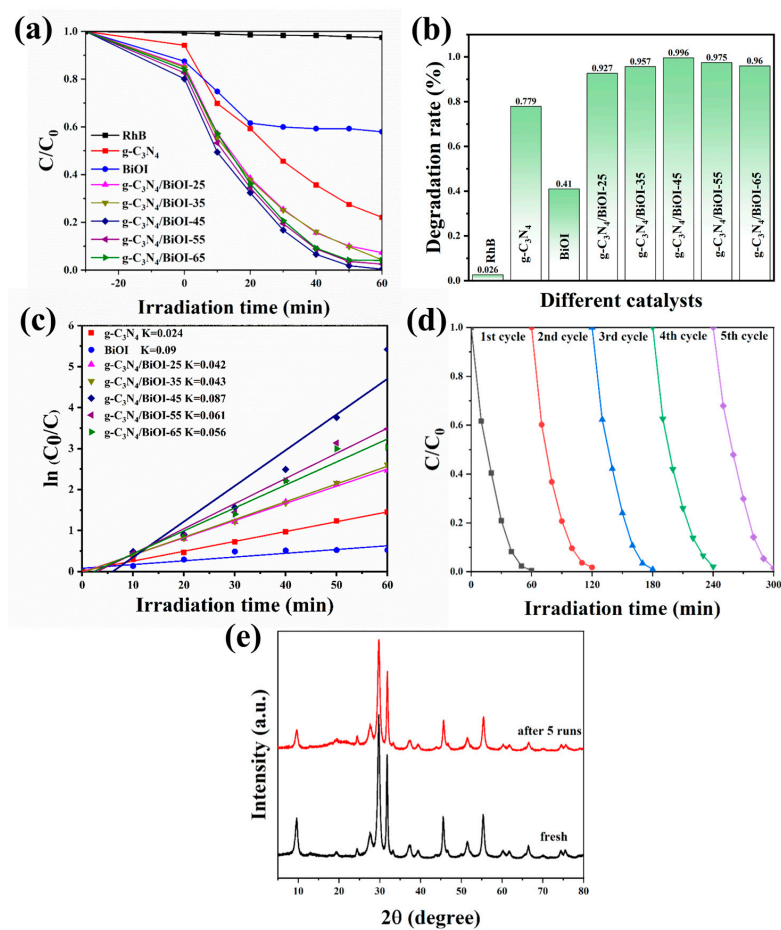 (a)
1.0
0.8
0.6
0.4
0.2
0.0
C/C0
RhB
g-C3N4
BiOI
g-C3N4/BiOI-25
g-C3N4/BiOI-35
g-C3N4/BiOI-45
g-C3N4/BiOI-55
g-C3N4/BiOI-65
-20 0 20 40 60
Irradiation time (min)
(b)
Degradation rate (%)
1.0
0.8
0.6
0.4
0.2
0.0
0.026
0.779
0.41
0.927
0.957
0.996
0.975
0.96
RhB
g-C3N4
BiOI
g-C3N4/BiOI-25
g-C3N4/BiOI-35
g-C3N4/BiOI-45
g-C3N4/BiOI-55
g-C3N4/BiOI-65
Different catalysts
(c)
ln (C0/C)
6
5
4
3
2
1
0
g-C3N4 K=0.024
BiOI K=0.09
g-C3N4/BiOI-25 K=0.042
g-C3N4/BiOI-35 K=0.043
g-C3N4/BiOI-45 K=0.087
g-C3N4/BiOI-55 K=0.061
g-C3N4/BiOI-65 K=0.056
0 10 20 30 40 50 60
Irradiation time (min)
(d)
C/C0
1.0
0.8
0.6
0.4
0.2
0.0
1st cycle 2nd cycle 3rd cycle 4th cycle 5th cycle
0 60 120 180 240 300
Irradiation time (min)
(e)
Intensity (a.u.)
after 5 runs
fresh
10 20 30 40 50 60 70 80
2θ (degree)